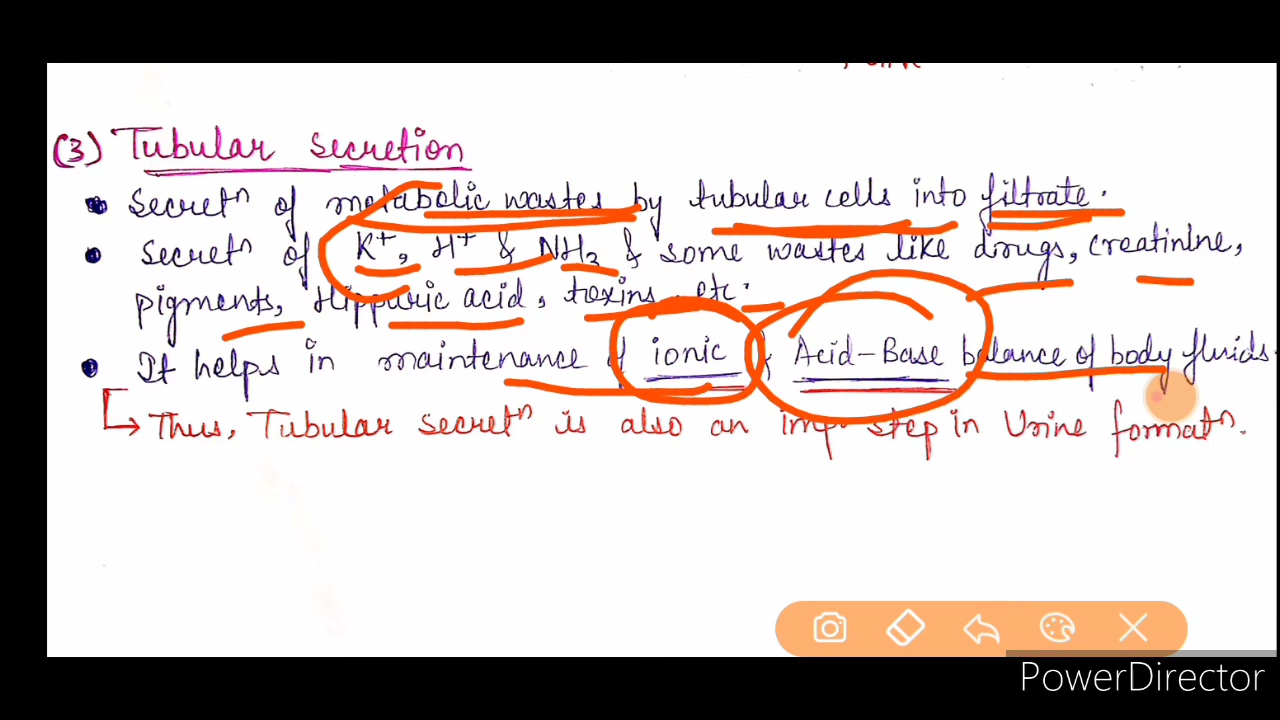 (3) Tubular secretion
• Secretⁿ of metabolic wastes by tubular cells into filtrate.
• Secretⁿ of K⁺, H⁺ & NH₃ & some wastes like drugs, creatinine,
pigments, Hippuric acid, toxins, etc.
• It helps in maintenance of ionic & Acid-Base balance of body fluids.
↳ Thus, Tubular secretⁿ is also an imp. step in Urine formatⁿ.
PowerDirector